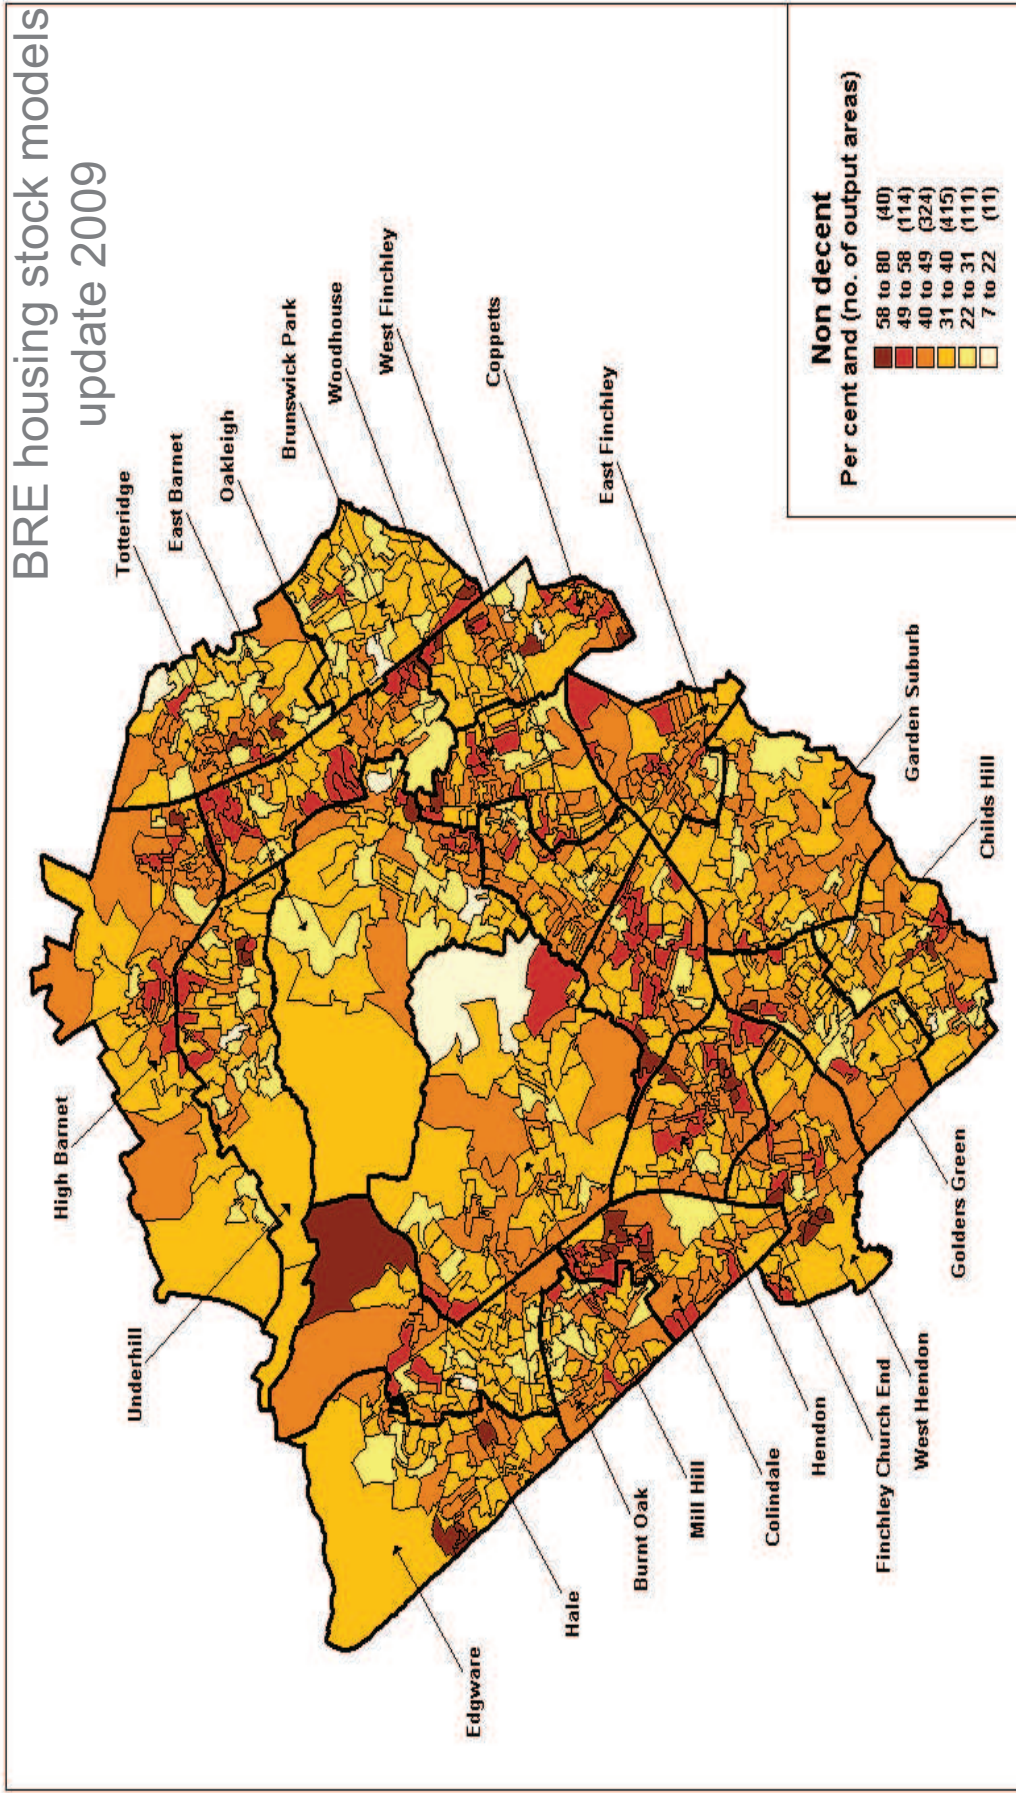 BRE housing stock models
update 2009
Totteridge
East Barnet
Oakleigh
Brunswick Park
Woodhouse
West Finchley
Coppetts
East Finchley
Garden Suburb
Childs Hill
High Barnet
Underhill
Edgware
Hale
Burnt Oak
Mill Hill
Colindale
Hendon
Finchley Church End
West Hendon
Golders Green
Non decent
Per cent and (no. of output areas)
58 to 80 (40)
49 to 58 (114)
40 to 49 (324)
31 to 40 (415)
22 to 31 (111)
7 to 22 (11)